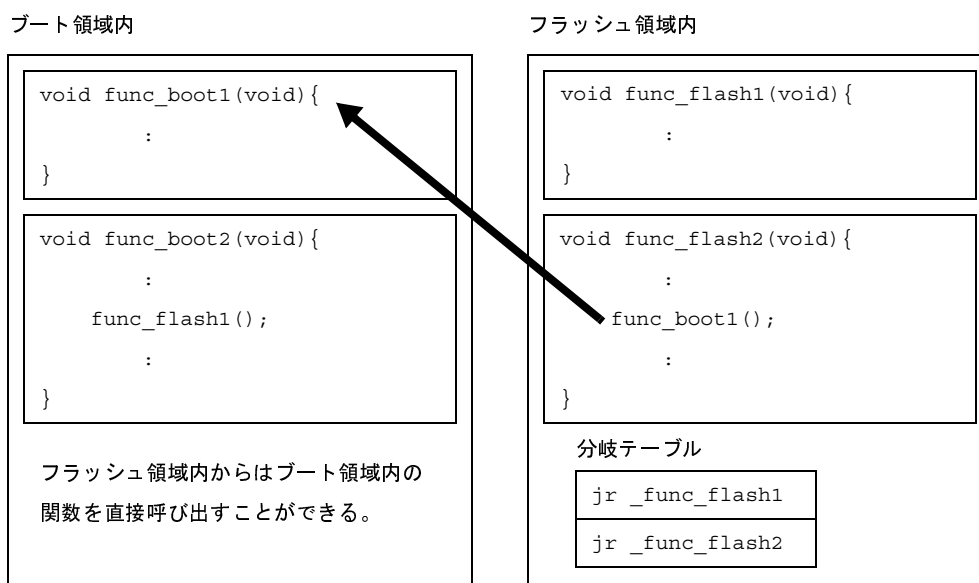 ブート領域内
void func_boot1(void){
:
}
void func_boot2(void){
:
func_flash1();
:
}
フラッシュ領域内からはブート領域内の
関数を直接呼び出すことができる。
フラッシュ領域内
void func_flash1(void){
:
}
void func_flash2(void){
:
func_boot1();
:
}
分岐テーブル
jr _func_flash1
jr _func_flash2